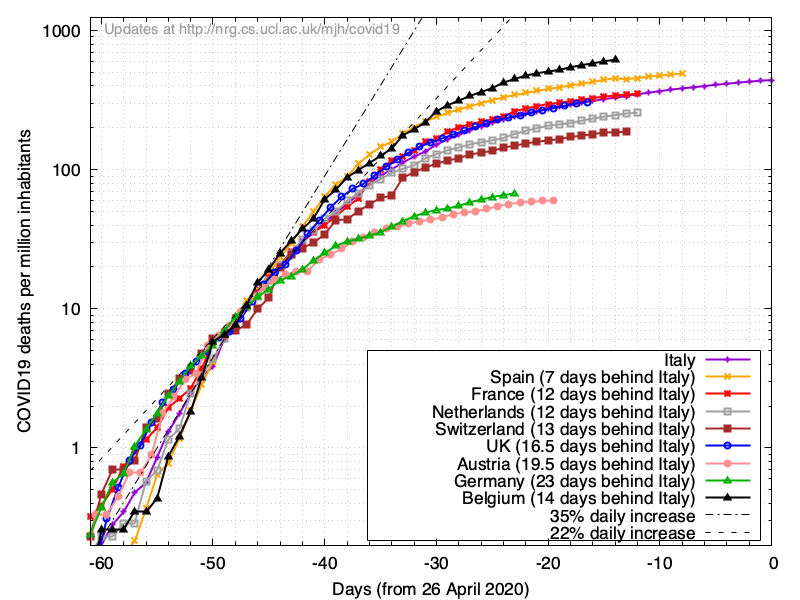 Updates at http://nrg.cs.ucl.ac.uk/mjh/covid19
1000
100
10
1
COVID19 deaths per million inhabitants
Italy
Spain (7 days behind Italy)
France (12 days behind Italy)
Netherlands (12 days behind Italy)
Switzerland (13 days behind Italy)
UK (16.5 days behind Italy)
Austria (19.5 days behind Italy)
Germany (23 days behind Italy)
Belgium (14 days behind Italy)
35% daily increase
22% daily increase
-60 -50 -40 -30 -20 -10 0
Days (from 26 April 2020)